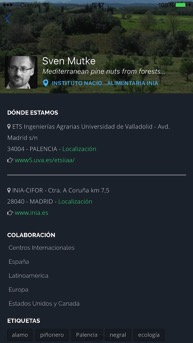 Sven Mutke
Mediterranean pine nuts from forests...
INSTITUTO NACIO...ALIMENTARIA INIA
DÓNDE ESTAMOS
ETS Ingenierías Agrarias Universidad de Valladolid - Avd.
Madrid s/n
34004 - PALENCIA - Localización
www5.uva.es/etsiiaa/
INIA-CIFOR - Ctra. A Coruña km 7,5
28040 - MADRID - Localización
www.inia.es
COLABORACIÓN
Centros Internacionales
España
Latinoamérica
Europa
Estados Unidos y Canadá
ETIQUETAS
alamo piñonero Palencia negral ecología